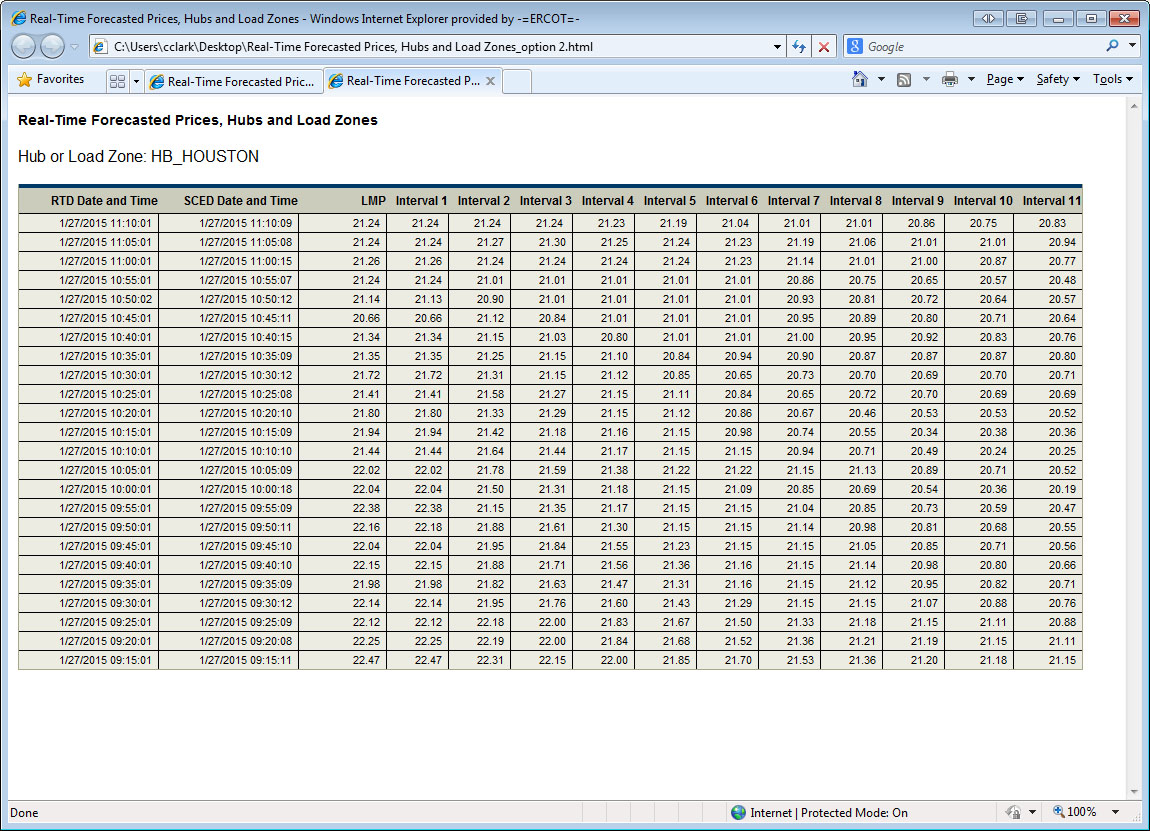 Real-Time Forecasted Prices, Hubs and Load Zones - Windows Internet Explorer provided by -=ERCOT=-
C:\Users\cclark\Desktop\Real-Time Forecasted Prices, Hubs and Load Zones_option 2.html Google
Favorites Real-Time Forecasted Pric... Real-Time Forecasted P... Page Safety Tools
Real-Time Forecasted Prices, Hubs and Load Zones
Hub or Load Zone: HB_HOUSTON
RTD Date and Time SCED Date and Time LMP Interval 1 Interval 2 Interval 3 Interval 4 Interval 5 Interval 6 Interval 7 Interval 8 Interval 9 Interval 10 Interval 11
1/27/2015 11:10:01 1/27/2015 11:10:09 21.24 21.24 21.24 21.24 21.23 21.19 21.04 21.01 21.01 20.86 20.75 20.83
1/27/2015 11:05:01 1/27/2015 11:05:08 21.24 21.24 21.27 21.30 21.25 21.24 21.23 21.19 21.06 21.01 21.01 20.94
1/27/2015 11:00:01 1/27/2015 11:00:15 21.26 21.26 21.24 21.24 21.24 21.24 21.23 21.14 21.01 21.00 20.87 20.77
1/27/2015 10:55:01 1/27/2015 10:55:07 21.24 21.24 21.01 21.01 21.01 21.01 21.01 20.86 20.75 20.65 20.57 20.48
1/27/2015 10:50:02 1/27/2015 10:50:12 21.14 21.13 20.90 21.01 21.01 21.01 21.01 20.93 20.81 20.72 20.64 20.57
1/27/2015 10:45:01 1/27/2015 10:45:11 20.66 20.66 21.12 20.84 21.01 21.01 21.01 20.95 20.89 20.80 20.71 20.64
1/27/2015 10:40:01 1/27/2015 10:40:15 21.34 21.34 21.15 21.03 20.80 21.01 21.01 21.00 20.95 20.92 20.83 20.76
1/27/2015 10:35:01 1/27/2015 10:35:09 21.35 21.35 21.25 21.15 21.10 20.84 20.94 20.90 20.87 20.87 20.87 20.80
1/27/2015 10:30:01 1/27/2015 10:30:12 21.72 21.72 21.31 21.15 21.12 20.85 20.65 20.73 20.70 20.69 20.70 20.71
1/27/2015 10:25:01 1/27/2015 10:25:08 21.41 21.41 21.58 21.27 21.15 21.11 20.84 20.65 20.72 20.70 20.69 20.69
1/27/2015 10:20:01 1/27/2015 10:20:10 21.80 21.80 21.33 21.29 21.15 21.12 20.86 20.67 20.46 20.53 20.53 20.52
1/27/2015 10:15:01 1/27/2015 10:15:09 21.94 21.94 21.42 21.18 21.16 21.15 20.98 20.74 20.55 20.34 20.38 20.36
1/27/2015 10:10:01 1/27/2015 10:10:10 21.44 21.44 21.64 21.44 21.17 21.15 21.15 20.94 20.71 20.49 20.24 20.25
1/27/2015 10:05:01 1/27/2015 10:05:09 22.02 22.02 21.78 21.59 21.38 21.22 21.22 21.15 21.13 20.89 20.71 20.52
1/27/2015 10:00:01 1/27/2015 10:00:18 22.04 22.04 21.50 21.31 21.18 21.15 21.09 20.85 20.69 20.54 20.36 20.19
1/27/2015 09:55:01 1/27/2015 09:55:09 22.38 22.38 21.15 21.35 21.17 21.15 21.15 21.04 20.85 20.73 20.59 20.47
1/27/2015 09:50:01 1/27/2015 09:50:11 22.16 22.18 21.88 21.61 21.30 21.15 21.15 21.14 20.98 20.81 20.68 20.55
1/27/2015 09:45:01 1/27/2015 09:45:10 22.04 22.04 21.95 21.84 21.55 21.23 21.15 21.15 21.05 20.85 20.71 20.56
1/27/2015 09:40:01 1/27/2015 09:40:10 22.15 22.15 21.88 21.71 21.56 21.36 21.16 21.15 21.14 20.98 20.80 20.66
1/27/2015 09:35:01 1/27/2015 09:35:09 21.98 21.98 21.82 21.63 21.47 21.31 21.16 21.15 21.12 20.95 20.82 20.71
1/27/2015 09:30:01 1/27/2015 09:30:12 22.14 22.14 21.95 21.76 21.60 21.43 21.29 21.15 21.15 21.07 20.88 20.76
1/27/2015 09:25:01 1/27/2015 09:25:09 22.12 22.12 22.18 22.00 21.83 21.67 21.50 21.33 21.18 21.15 21.11 20.88
1/27/2015 09:20:01 1/27/2015 09:20:08 22.25 22.25 22.19 22.00 21.84 21.68 21.52 21.36 21.21 21.19 21.15 21.11
1/27/2015 09:15:01 1/27/2015 09:15:11 22.47 22.47 22.31 22.15 22.00 21.85 21.70 21.53 21.36 21.20 21.18 21.15
Done Internet | Protected Mode: On 100%